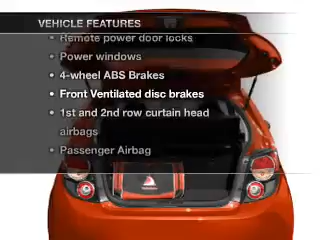 VEHICLE FEATURES
• Remote power door locks
• Power windows
• 4-wheel ABS Brakes
• Front Ventilated disc brakes
• 1st and 2nd row curtain head
airbags
• Passenger Airbag